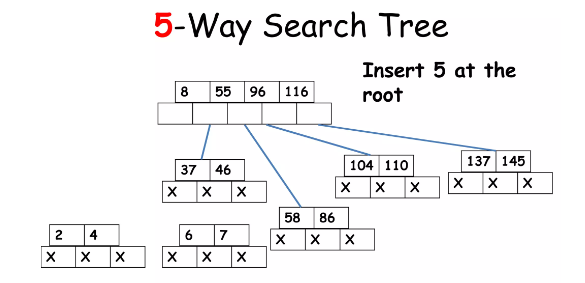 5-Way Search Tree
Insert 5 at the
root
8 55 96 116
37 46
X X X
104 110
X X X
137 145
X X X
58 86
X X X
2 4
X X X
6 7
X X X